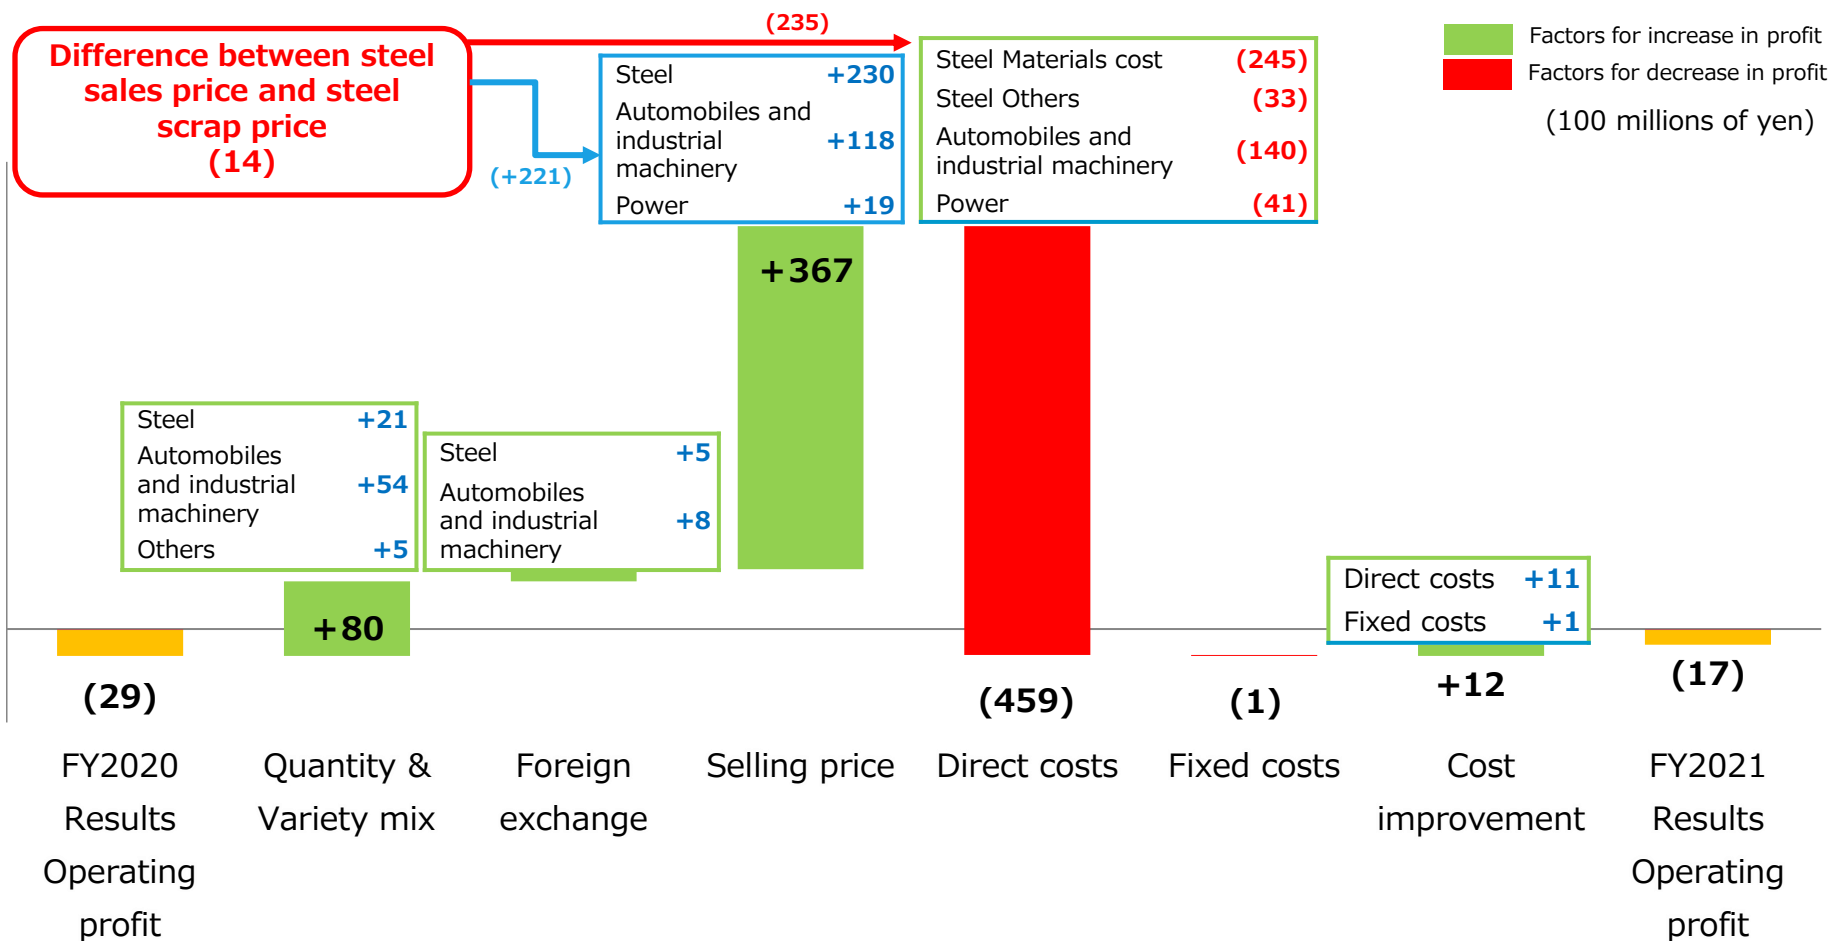 (235)
Factors for increase in profit
Factors for decrease in profit
(100 millions of yen)
Difference between steel
sales price and steel
scrap price
(14)
(+221)
Steel +230
Automobiles and
industrial +118
machinery
Power +19
Steel Materials cost (245)
Steel Others (33)
Automobiles and
industrial machinery (140)
Power (41)
+367
Steel +21
Automobiles
and industrial +54
machinery
Others +5
Steel +5
Automobiles
and industrial +8
machinery
Direct costs +11
Fixed costs +1
+80
(29)
(459)
(1)
+12
(17)
FY2020
Results
Operating
profit
Quantity &
Variety mix
Foreign
exchange
Selling price
Direct costs
Fixed costs
Cost
improvement
FY2021
Results
Operating
profit